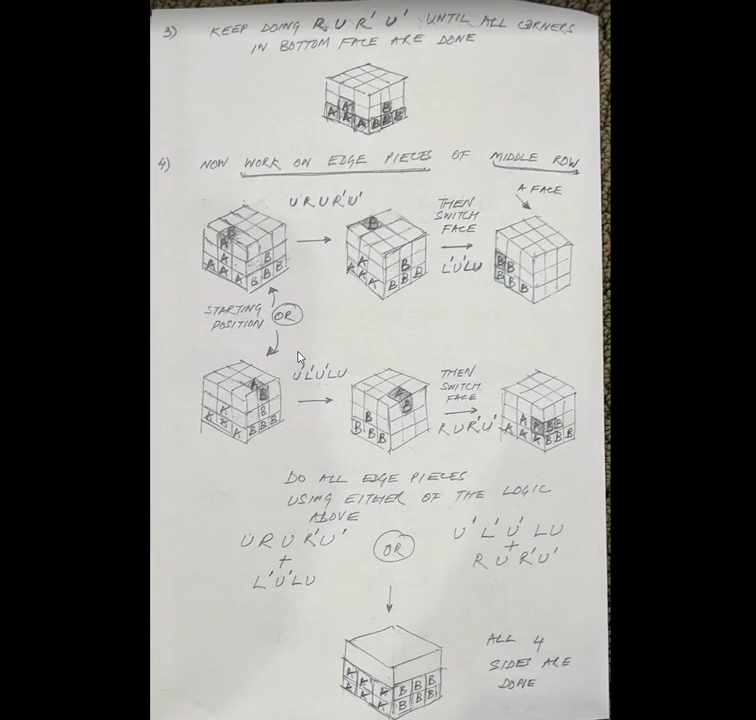 3) KEEP DOING R U R' U' UNTIL ALL CORNERS
IN BOTTOM FACE ARE DONE
A B
A A A B B B
4) NOW WORK ON EDGE PIECES OF MIDDLE ROW
A FACE
U R U R' U'
THEN
SWITCH
FACE
L' U' L U
STARTING
POSITION
OR
U' L' U' L U
THEN
SWITCH
FACE
R U R' U'
DO ALL EDGE PIECES
USING EITHER OF THE LOGIC
ABOVE
U R U R' U'
+
L' U' L U
OR
U' L' U' L U
+
R U R' U'
ALL 4
SIDES ARE
DONE